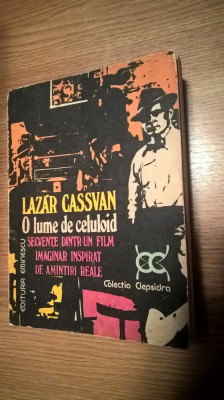 LAZĂR CASSVAN
O lume de celuloid
SECVENȚE DINTR-UN FILM
IMAGINAR INSPIRAT
DE AMINTIRI REALE
EDITURA EMINESCU
Colecția Clepsidra